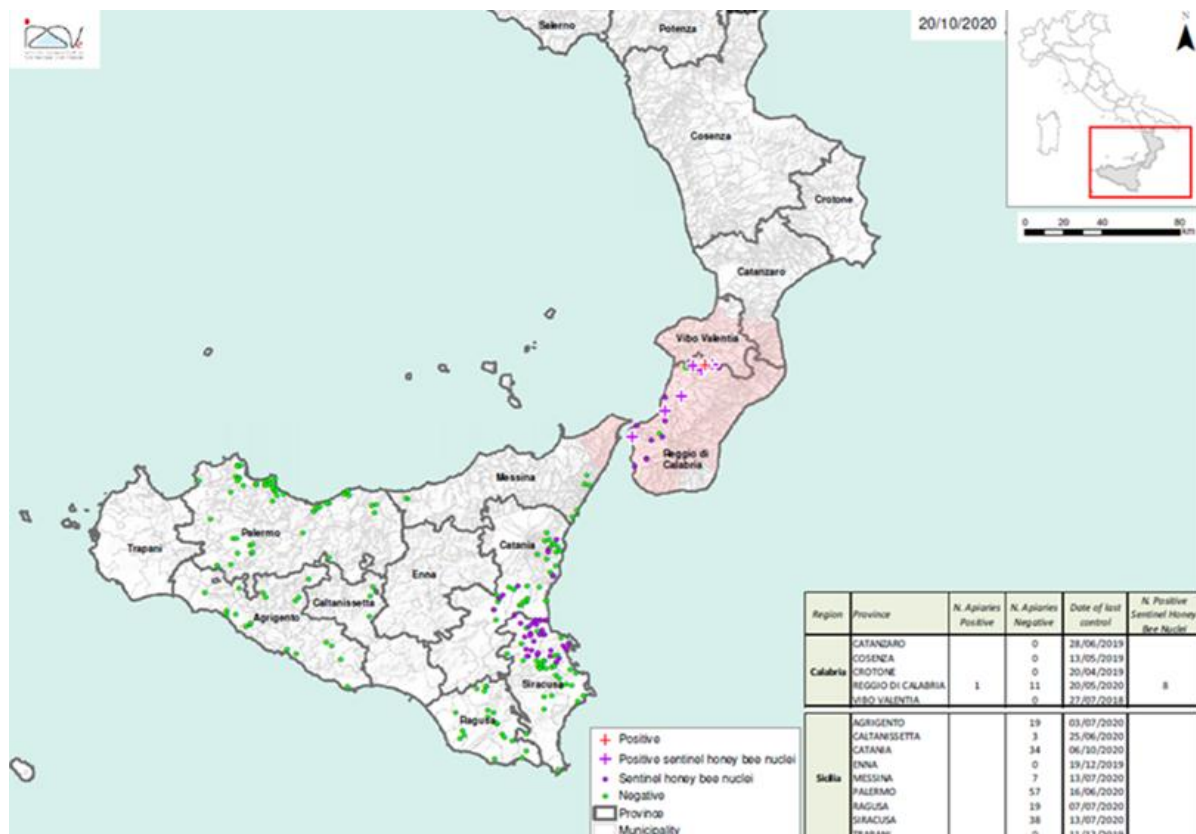 Salerno
Potenza
20/10/2020
N
Cosenza
Crotone
0 20 40 80
km
Catanzaro
Vibo Valentia
Reggio di
Calabria
Messina
Palermo
Trapani
Catania
Enna
Caltanissetta
Agrigento
Siracusa
Ragusa
Positive
Positive sentinel honey bee nuclei
Sentinel honey bee nuclei
Negative
Province
Municipality
Region Province N. Apiaries Positive N. Apiaries Negative Date of last control N. Positive Sentinel Honey Bee Nuclei
Calabria
CATANZARO 0 28/06/2019
COSENZA 0 13/05/2019
CROTONE 0 20/04/2019
REGGIO DI CALABRIA 1 11 20/05/2020 8
VIBO VALENTIA 0 27/07/2018
Sicilia
AGRIGENTO 19 03/07/2020
CALTANISSETTA 3 25/06/2020
CATANIA 34 06/10/2020
ENNA 0 19/12/2019
MESSINA 7 13/07/2020
PALERMO 57 16/06/2020
RAGUSA 19 07/07/2020
SIRACUSA 38 13/07/2020